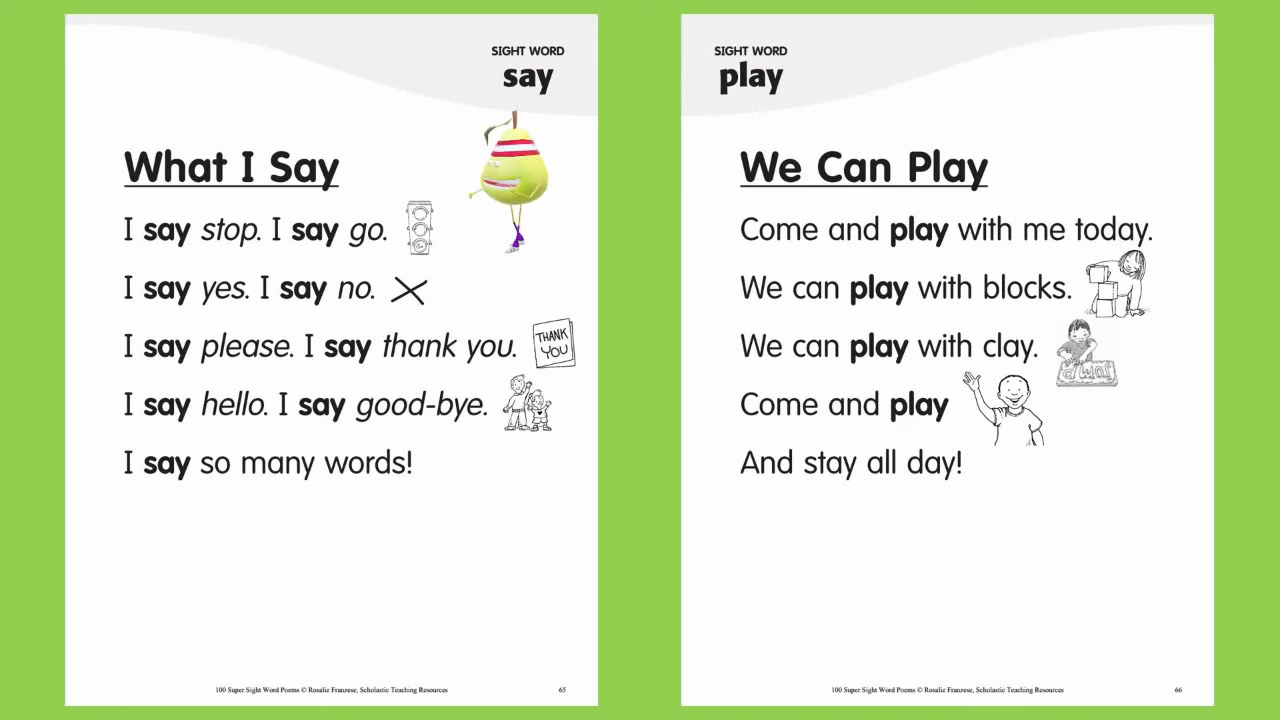 SIGHT WORD
say
What I Say
I say stop. I say go.
I say yes. I say no.
I say please. I say thank you.
THANK
YOU
I say hello. I say good-bye.
I say so many words!
100 Super Sight Word Poems © Rosalie Franzese, Scholastic Teaching Resources
65
SIGHT WORD
play
We Can Play
Come and play with me today.
We can play with blocks.
We can play with clay.
Come and play
And stay all day!
100 Super Sight Word Poems © Rosalie Franzese, Scholastic Teaching Resources
66